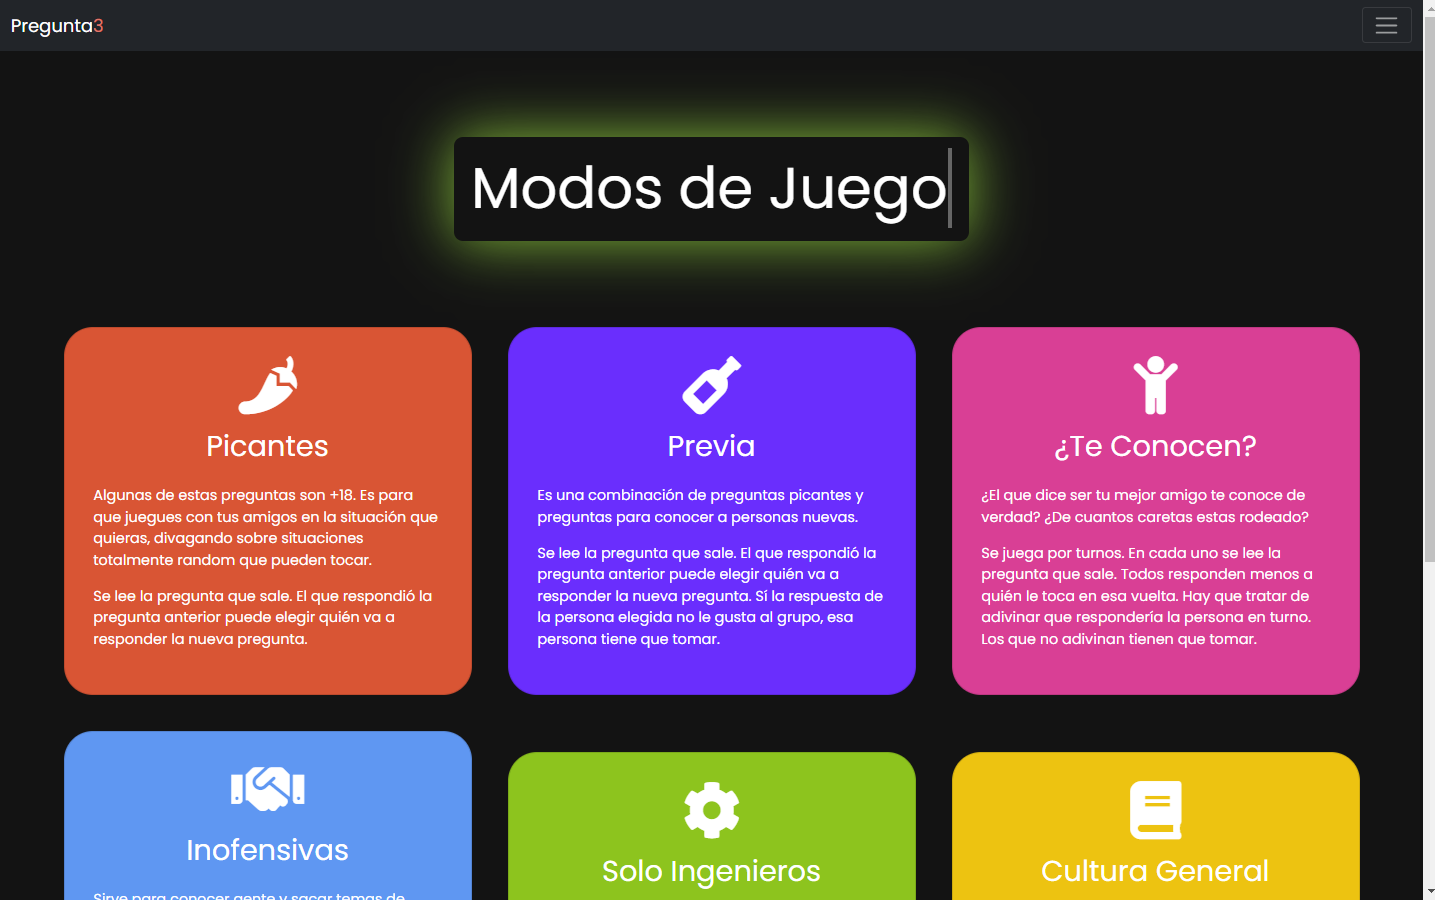 Pregunta3
Modos de Juego
Picantes
Algunas de estas preguntas son +18. Es para
que juegues con tus amigos en la situación que
quieras, divagando sobre situaciones
totalmente random que pueden tocar.
Se lee la pregunta que sale. El que respondió la
pregunta anterior puede elegir quién va a
responder la nueva pregunta.
Previa
Es una combinación de preguntas picantes y
preguntas para conocer a personas nuevas.
Se lee la pregunta que sale. El que respondió la
pregunta anterior puede elegir quién va a
responder la nueva pregunta. Sí la respuesta de
la persona elegida no le gusta al grupo, esa
persona tiene que tomar.
¿Te Conocen?
¿El que dice ser tu mejor amigo te conoce de
verdad? ¿De cuantos caretas estas rodeado?
Se juega por turnos. En cada uno se lee la
pregunta que sale. Todos responden menos a
quién le toca en esa vuelta. Hay que tratar de
adivinar que respondería la persona en turno.
Los que no adivinan tienen que tomar.
Inofensivas
Sirve para conocer gente y sacar temas de
Solo Ingenieros
Cultura General